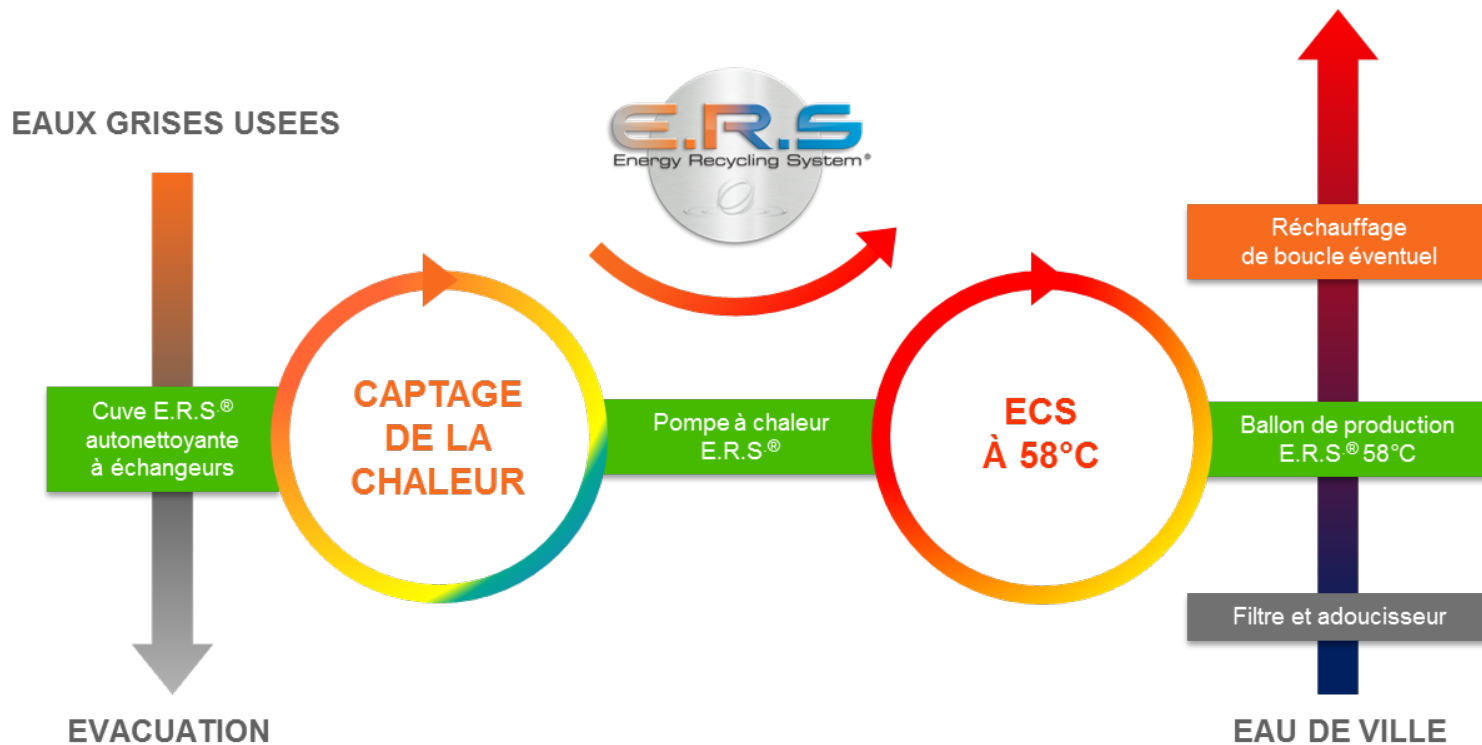 EAUX GRISES USEES
E.R.S
Energy Recycling System®
Réchauffage
de boucle éventuel
Cuve E.R.S.®
autonettoyante
à échangeurs
CAPTAGE
DE LA
CHALEUR
Pompe à chaleur
E.R.S.®
ECS
À 58°C
Ballon de production
E.R.S.® 58°C
Filtre et adoucisseur
EVACUATION
EAU DE VILLE